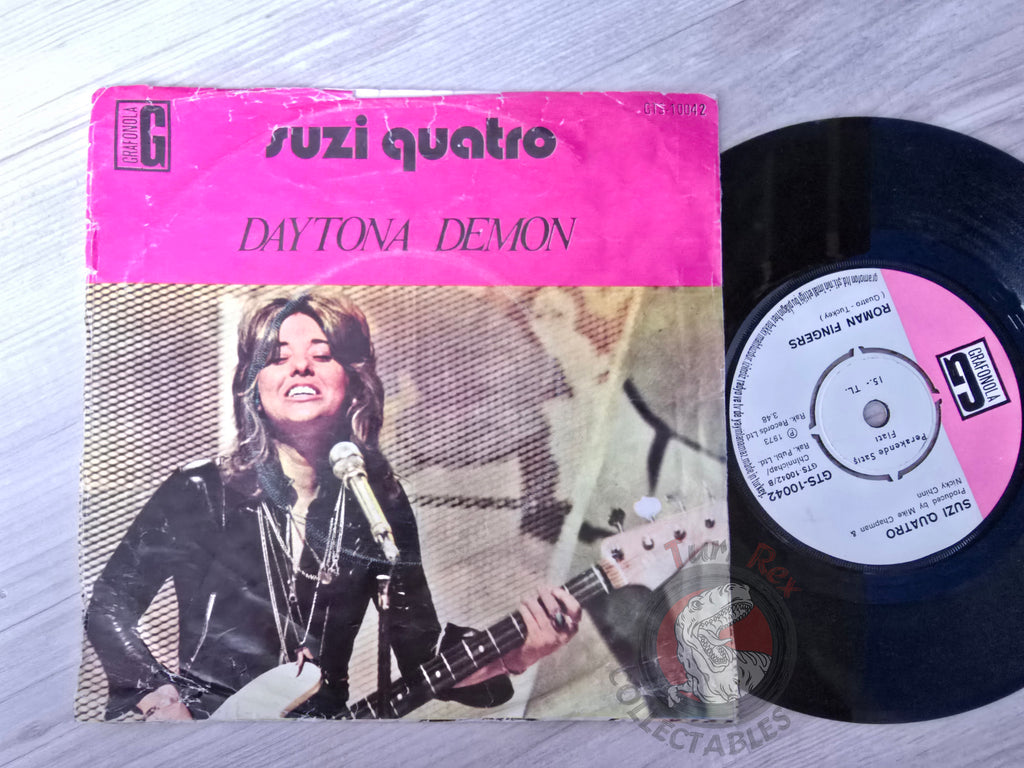 GRAFONOLA
G
GTS-10042
suzi quatro
DAYTONA DEMON
GRAFONOLA
G
ROMAN FINGERS
( Quatro - Tuckey )
15.- TL.
Perakende Satış
Fiatı
3.48
Rak. Records Ltd.
Ⓟ 1973
Rak. Publ. Ltd.
Chinnichap/
GTS-10042/B
GTS-10042
SUZI QUATRO
Produced by Mike Chapman &
Nicky Chinn
Turk Rex
COLLECTABLES